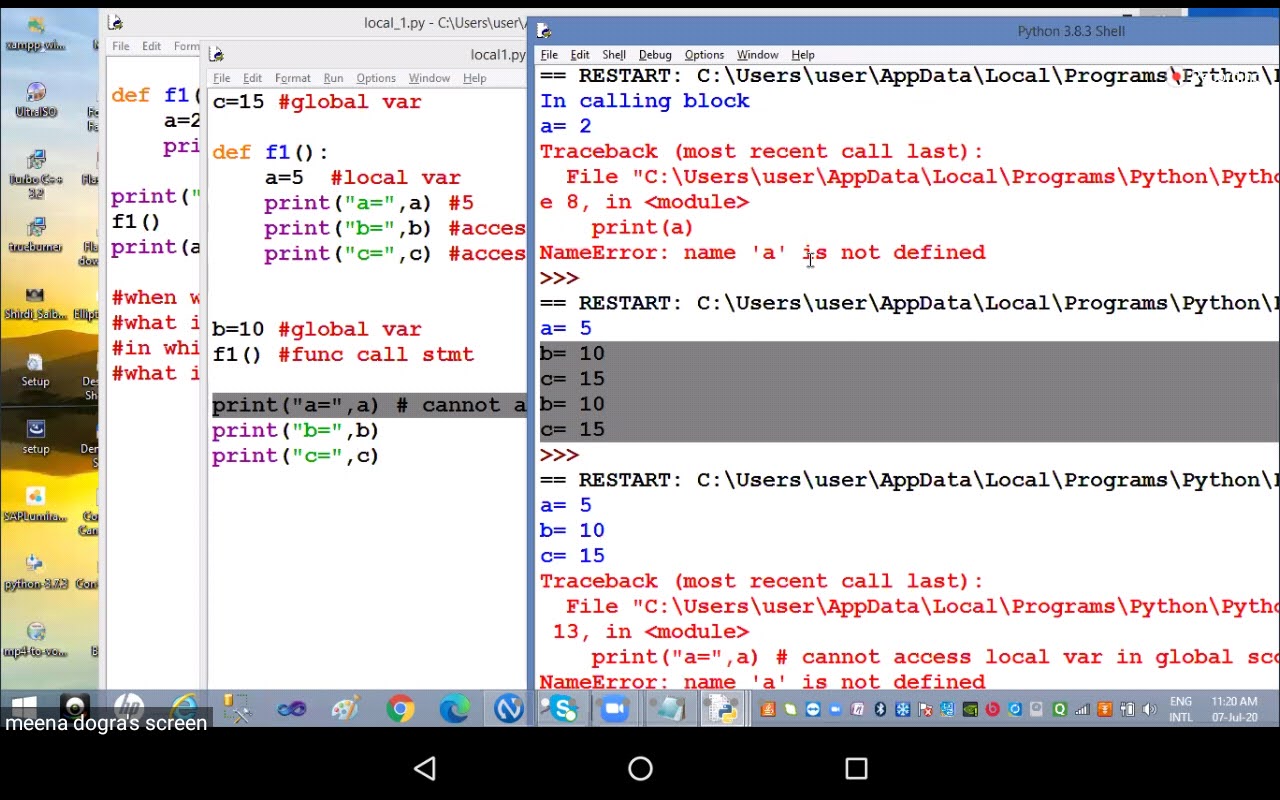 local_1.py - C:\Users\user\
File Edit Form
def f1(
a=2
pri
print("
f1()
print(a
#when w
#what i
#in whi
#what i
local1.py
File Edit Format Run Options Window Help
c=15 #global var
def f1():
a=5 #local var
print("a=",a) #5
print("b=",b) #acces
print("c=",c) #acces
b=10 #global var
f1() #func call stmt
print("a=",a) # cannot a
print("b=",b)
print("c=",c)
Python 3.8.3 Shell
File Edit Shell Debug Options Window Help
== RESTART: C:\Users\user\AppData\Local\Programs\Python\
In calling block
a= 2
Traceback (most recent call last):
File "C:\Users\user\AppData\Local\Programs\Python\Pytho
e 8, in <module>
print(a)
NameError: name 'a' is not defined
>>>
== RESTART: C:\Users\user\AppData\Local\Programs\Python\
a= 5
b= 10
c= 15
b= 10
c= 15
>>>
== RESTART: C:\Users\user\AppData\Local\Programs\Python\
a= 5
b= 10
c= 15
Traceback (most recent call last):
File "C:\Users\user\AppData\Local\Programs\Python\Pytho
13, in <module>
print("a=",a) # cannot access local var in global sco
NameError: name 'a' is not defined
xampp-wi...
UltraISO
Turbo C++
3.2
trueburner
Shirdi_Saib...
Setup
setup
SAPLumira...
python-3.7.3
mp4-to-vo...
ENG
INTL
11:20 AM
07-Jul-20
meena dogra's screen